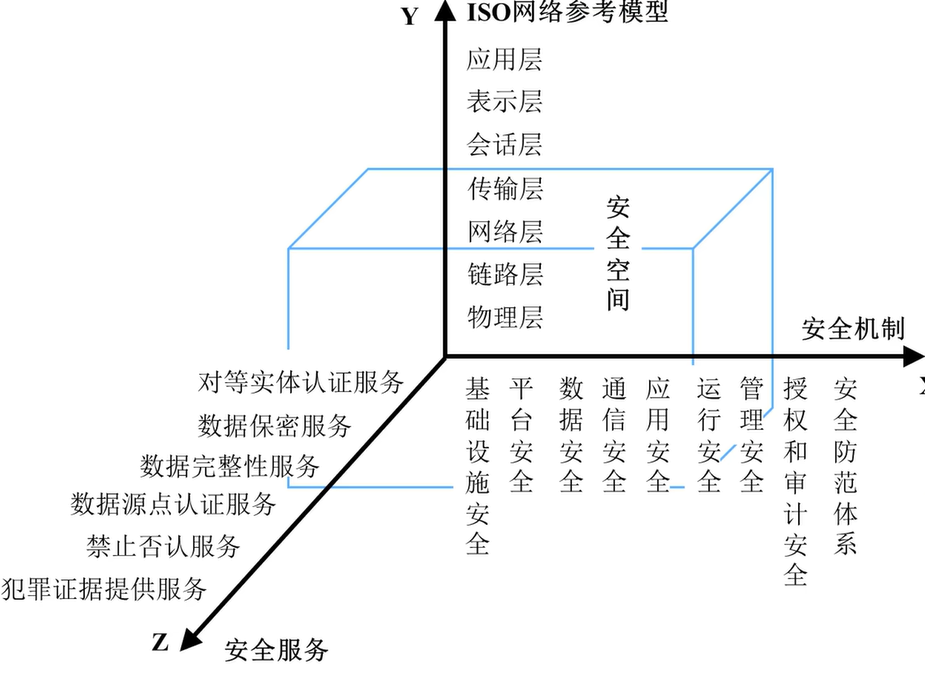 Y
ISO网络参考模型
应用层
表示层
会话层
传输层
网络层
链路层
物理层
安全空间
安全机制
X
对等实体认证服务
数据保密服务
数据完整性服务
数据源点认证服务
禁止否认服务
犯罪证据提供服务
基础设施安全
平台安全
数据安全
通信安全
应用安全
运行安全
管理安全
授权和审计安全
安全防范体系
Z
安全服务